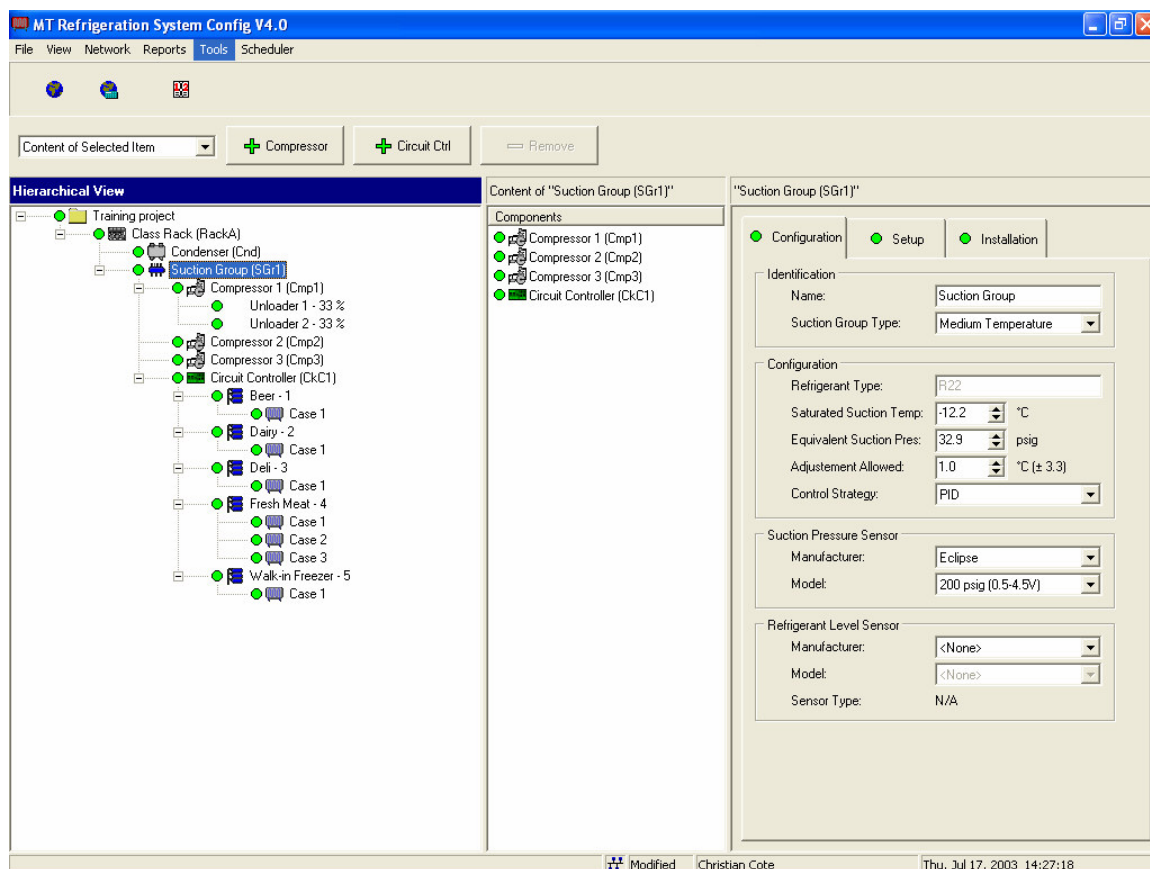 MT Refrigeration System Config V4.0
File View Network Reports Tools Scheduler
Content of Selected Item Compressor Circuit Ctrl Remove
Hierarchical View
Training project
Class Rack (RackA)
Condenser (Cnd)
Suction Group (SGr1)
Compressor 1 (Cmp1)
Unloader 1 - 33 %
Unloader 2 - 33 %
Compressor 2 (Cmp2)
Compressor 3 (Cmp3)
Circuit Controller (CkC1)
Beer - 1
Case 1
Dairy - 2
Case 1
Deli - 3
Case 1
Fresh Meat - 4
Case 1
Case 2
Case 3
Walk-in Freezer - 5
Case 1
Content of "Suction Group (SGr1)"
Components
Compressor 1 (Cmp1)
Compressor 2 (Cmp2)
Compressor 3 (Cmp3)
Circuit Controller (CkC1)
"Suction Group (SGr1)"
Configuration Setup Installation
Identification
Name: Suction Group
Suction Group Type: Medium Temperature
Configuration
Refrigerant Type: R22
Saturated Suction Temp: -12.2 °C
Equivalent Suction Pres: 32.9 psig
Adjustement Allowed: 1.0 °C (± 3.3)
Control Strategy: PID
Suction Pressure Sensor
Manufacturer: Eclipse
Model: 200 psig (0.5-4.5V)
Refrigerant Level Sensor
Manufacturer: <None>
Model: <None>
Sensor Type: N/A
Modified Christian Cote Thu, Jul 17, 2003 14:27:18